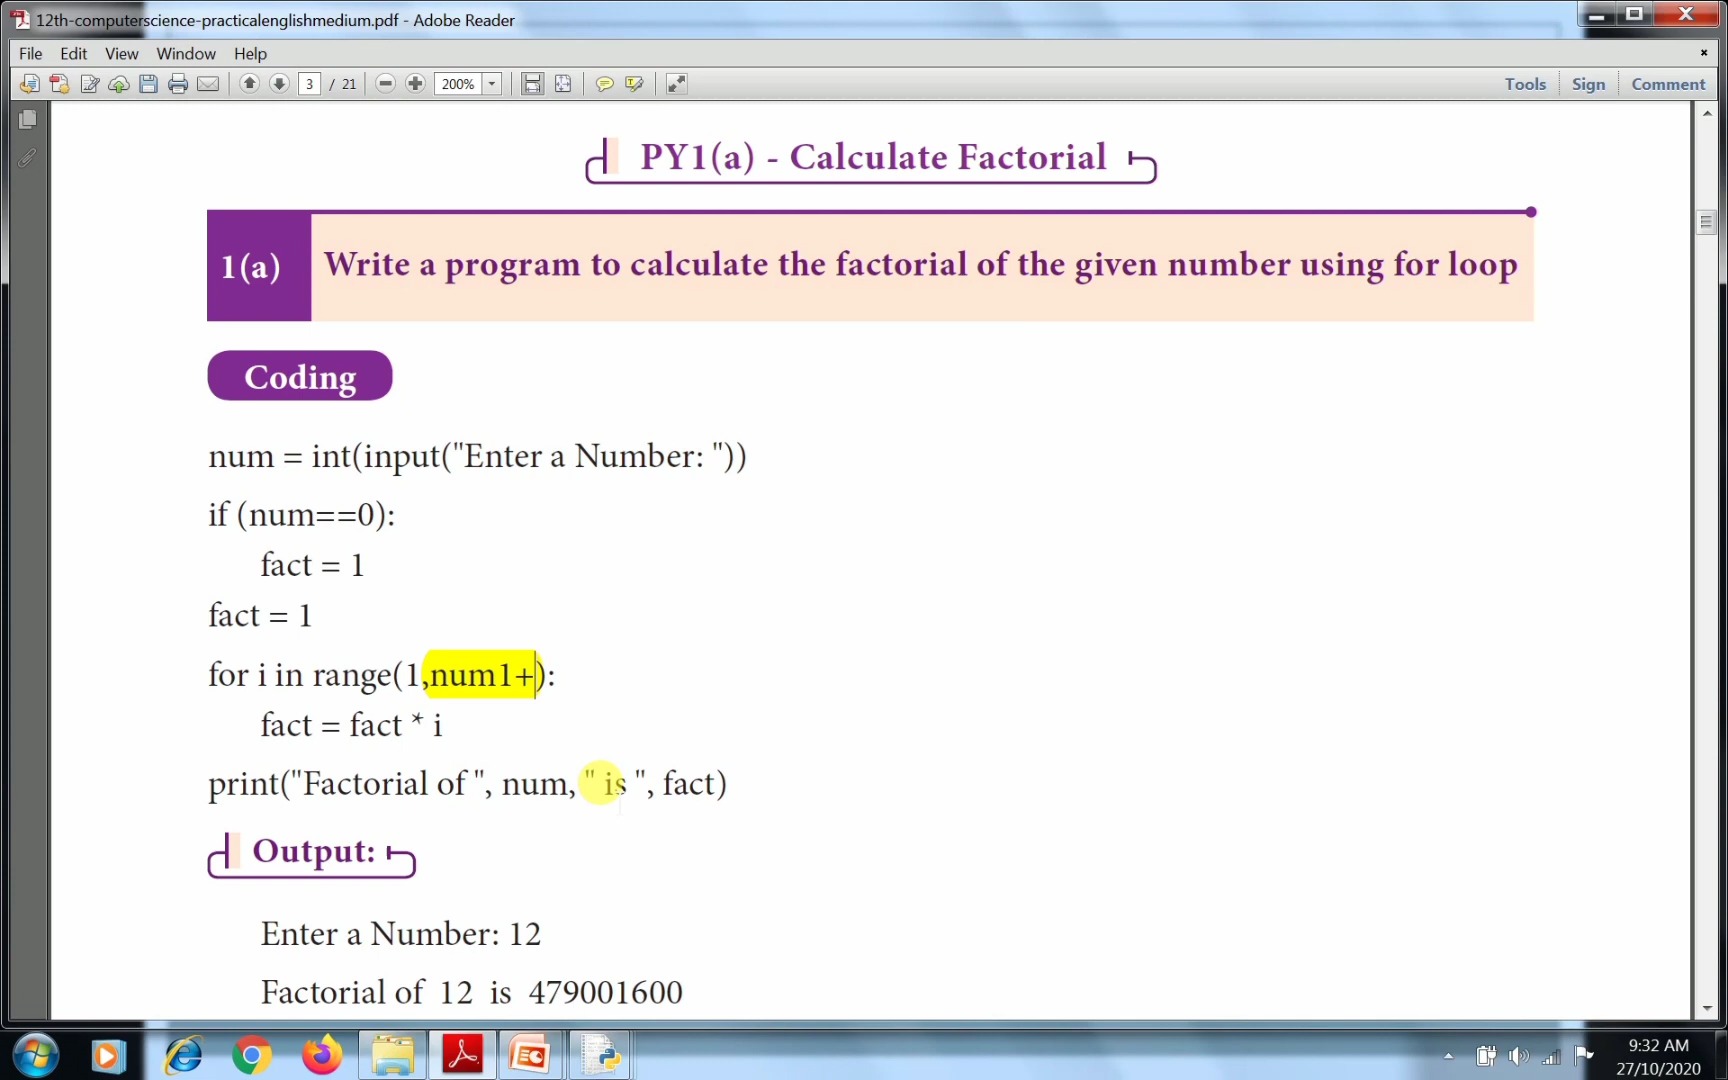 12th-computerscience-practicalenglishmedium.pdf - Adobe Reader
File Edit View Window Help
3 / 21 200% Tools Sign Comment
PY1(a) - Calculate Factorial
1(a) Write a program to calculate the factorial of the given number using for loop
Coding
num = int(input("Enter a Number: "))
if (num==0):
fact = 1
fact = 1
for i in range(1,num1+):
fact = fact * i
print("Factorial of ", num, " is ", fact)
Output:
Enter a Number: 12
Factorial of 12 is 479001600
9:32 AM
27/10/2020